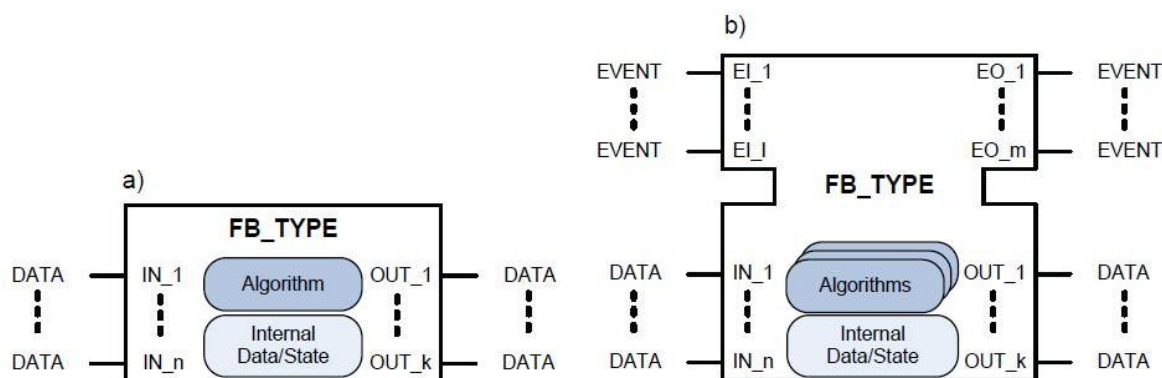 a)
FB_TYPE
DATA IN_1 Algorithm OUT_1 DATA
Internal
Data/State
DATA IN_n OUT_k DATA
b)
EVENT EI_1 EO_1 EVENT
EVENT EI_l EO_m EVENT
FB_TYPE
DATA IN_1 Algorithms OUT_1 DATA
Internal
Data/State
DATA IN_n OUT_k DATA